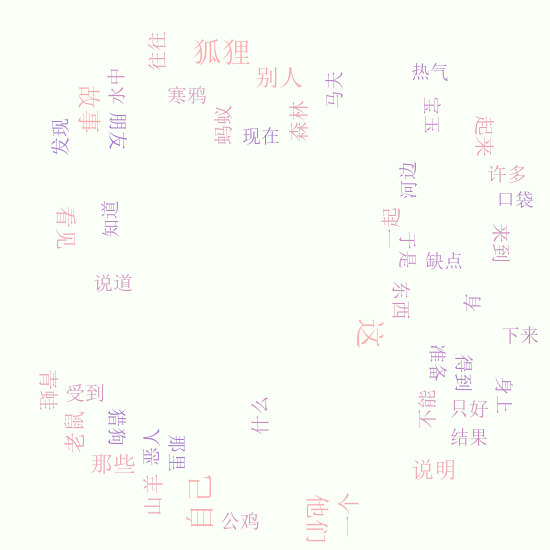 往往
狐狸
别人
热气
水中
马夫
故事
寒鸦
宝玉
蚂蚁
森林
发现
朋友
现在
起来
许多
河边
口袋
看见
知道
一起
于是
来到
缺点
说道
东西
有
这
下来
准备
得到
青蛙
受到
身上
什么
不能
只好
老鼠
猎狗
恶人
那里
结果
那些
说明
山羊
自己
公鸡
他们
一个